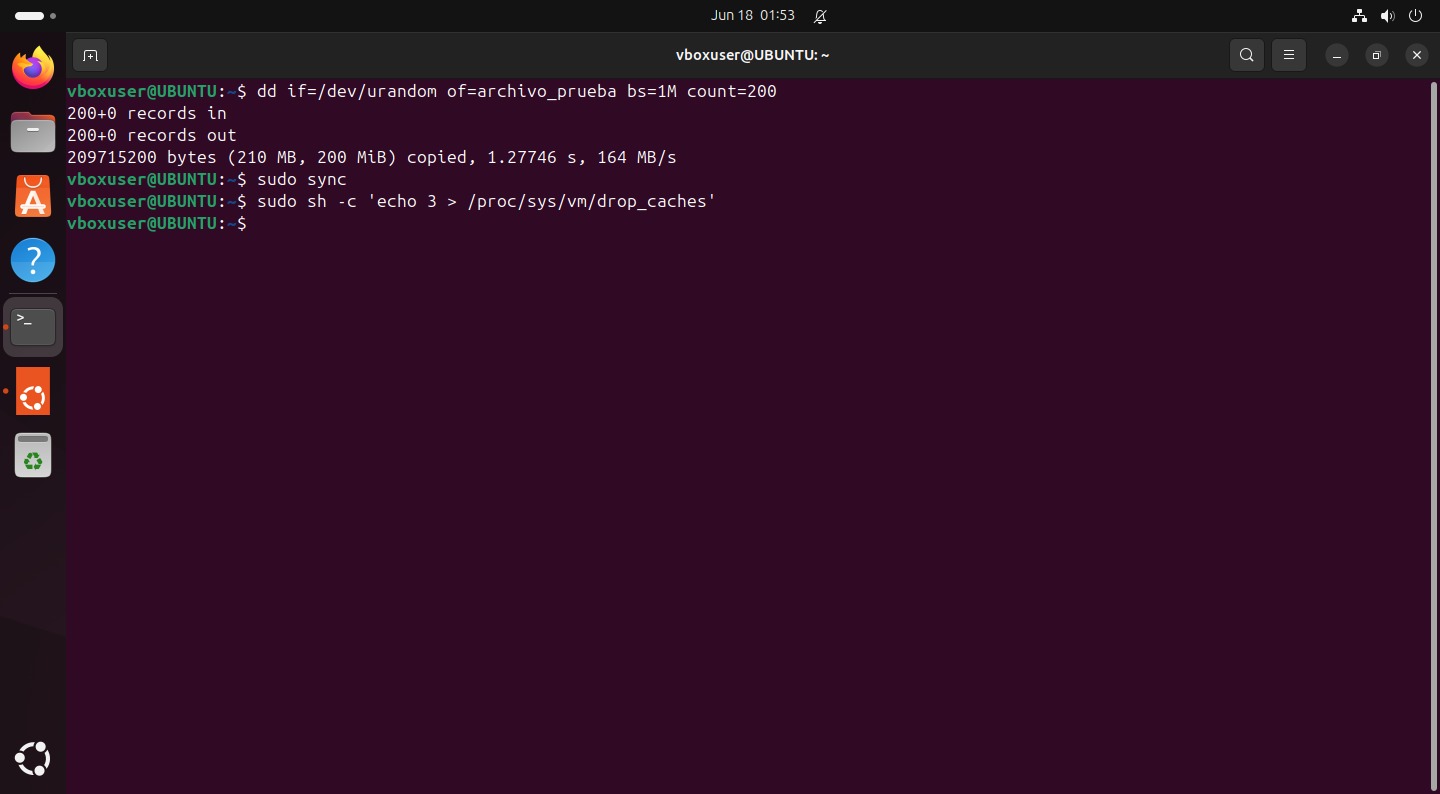 Jun 18 01:53
vboxuser@UBUNTU: ~
vboxuser@UBUNTU:~$ dd if=/dev/urandom of=archivo_prueba bs=1M count=200
200+0 records in
200+0 records out
209715200 bytes (210 MB, 200 MiB) copied, 1.27746 s, 164 MB/s
vboxuser@UBUNTU:~$ sudo sync
vboxuser@UBUNTU:~$ sudo sh -c 'echo 3 > /proc/sys/vm/drop_caches'
vboxuser@UBUNTU:~$